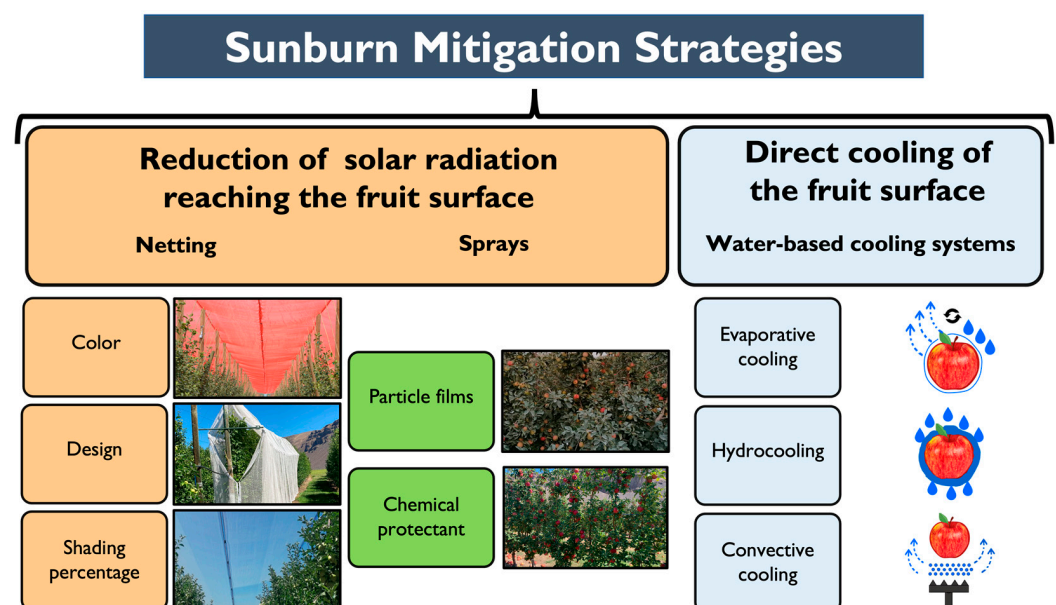 Sunburn Mitigation Strategies
Reduction of solar radiation
reaching the fruit surface
Netting
Sprays
Direct cooling of
the fruit surface
Water-based cooling systems
Color
Design
Shading
percentage
Particle films
Chemical
protectant
Evaporative
cooling
Hydrocooling
Convective
cooling